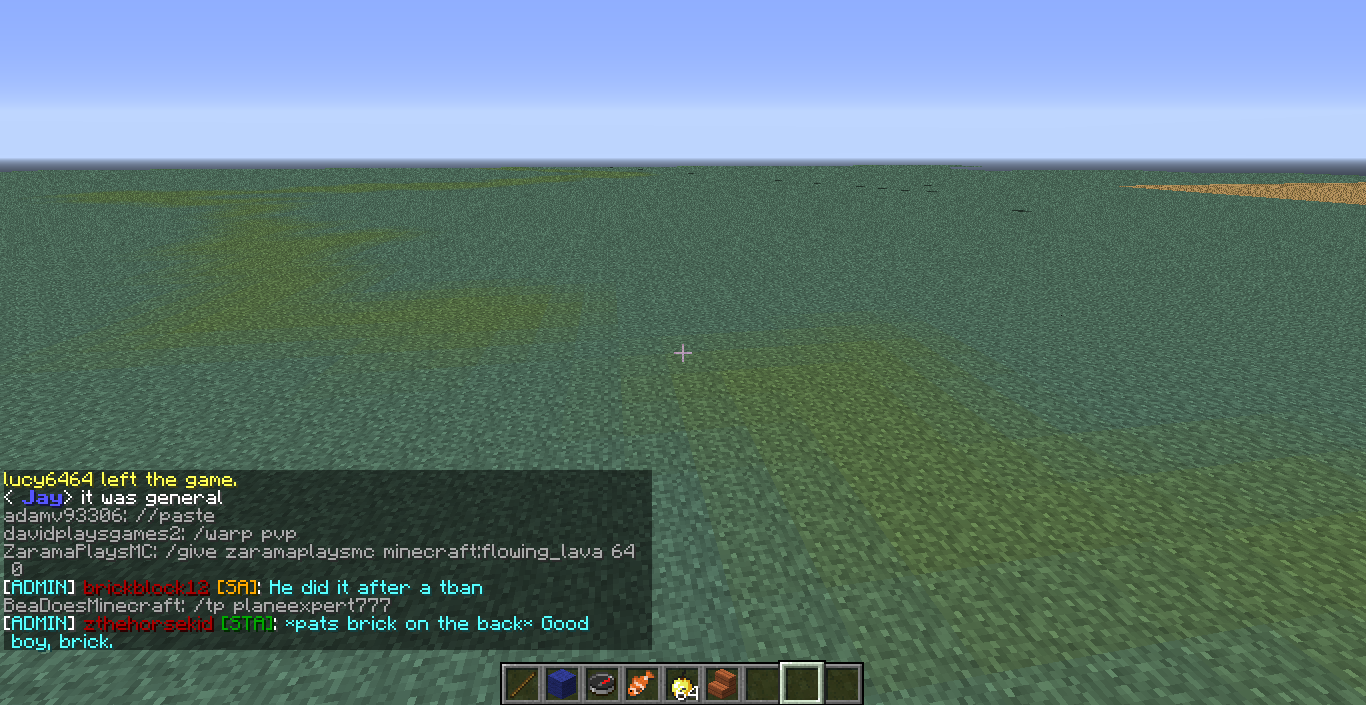 lucy6464 left the game.
< Jay> it was general
adamv93306: //paste
davidplaysgames2: /warp pvp
ZaramaPlaysMC: /give zaramaplaysmc minecraft:flowing_lava 64
0
[ADMIN] brickblock12 [SA]: He did it after a tban
BeaDoesMinecraft: /tp planeexpert777
[ADMIN] zthehorsekid [STA]: *pats brick on the back* Good
boy, brick.
64